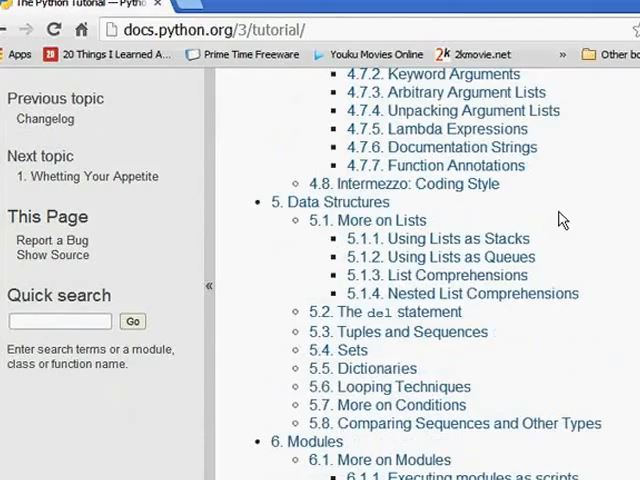 The Python Tutorial — Pytho
docs.python.org/3/tutorial/
Apps
20 Things I Learned A...
Prime Time Freeware
Youku Movies Online
2kmovie.net
»
Other bo
Previous topic
Changelog
Next topic
1. Whetting Your Appetite
This Page
Report a Bug
Show Source
Quick search
Go
Enter search terms or a module,
class or function name.
«
4.7.2. Keyword Arguments
4.7.3. Arbitrary Argument Lists
4.7.4. Unpacking Argument Lists
4.7.5. Lambda Expressions
4.7.6. Documentation Strings
4.7.7. Function Annotations
4.8. Intermezzo: Coding Style
5. Data Structures
5.1. More on Lists
5.1.1. Using Lists as Stacks
5.1.2. Using Lists as Queues
5.1.3. List Comprehensions
5.1.4. Nested List Comprehensions
5.2. The del statement
5.3. Tuples and Sequences
5.4. Sets
5.5. Dictionaries
5.6. Looping Techniques
5.7. More on Conditions
5.8. Comparing Sequences and Other Types
6. Modules
6.1. More on Modules
6.1.1. Executing modules as scripts